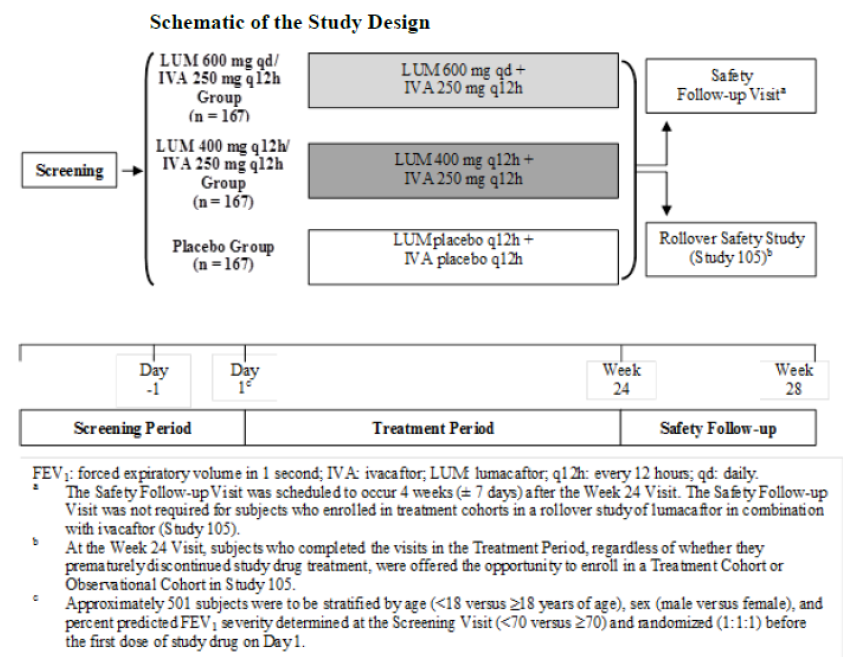 Schematic of the Study Design
LUM 600 mg qd/
IVA 250 mg q12h
Group
(n = 167)
LUM 600 mg qd +
IVA 250 mg q12h
Safety
Follow-up Visitᵃ
Screening
LUM 400 mg q12h/
IVA 250 mg q12h
Group
(n = 167)
LUM 400 mg q12h +
IVA 250 mg q12h
Placebo Group
(n = 167)
LUM placebo q12h +
IVA placebo q12h
Rollover Safety Study
(Study 105)ᵇ
Day
-1
Day
1ᶜ
Week
24
Week
28
Screening Period
Treatment Period
Safety Follow-up
FEV₁: forced expiratory volume in 1 second; IVA: ivacaftor; LUM: lumacaftor; q12h: every 12 hours; qd: daily.
ᵃ The Safety Follow-up Visit was scheduled to occur 4 weeks (± 7 days) after the Week 24 Visit. The Safety Follow-up
Visit was not required for subjects who enrolled in treatment cohorts in a rollover study of lumacaftor in combination
with ivacaftor (Study 105).
ᵇ At the Week 24 Visit, subjects who completed the visits in the Treatment Period, regardless of whether they
prematurely discontinued study drug treatment, were offered the opportunity to enroll in a Treatment Cohort or
Observational Cohort in Study 105.
ᶜ Approximately 501 subjects were to be stratified by age (<18 versus ≥18 years of age), sex (male versus female), and
percent predicted FEV₁ severity determined at the Screening Visit (<70 versus ≥70) and randomized (1:1:1) before
the first dose of study drug on Day 1.